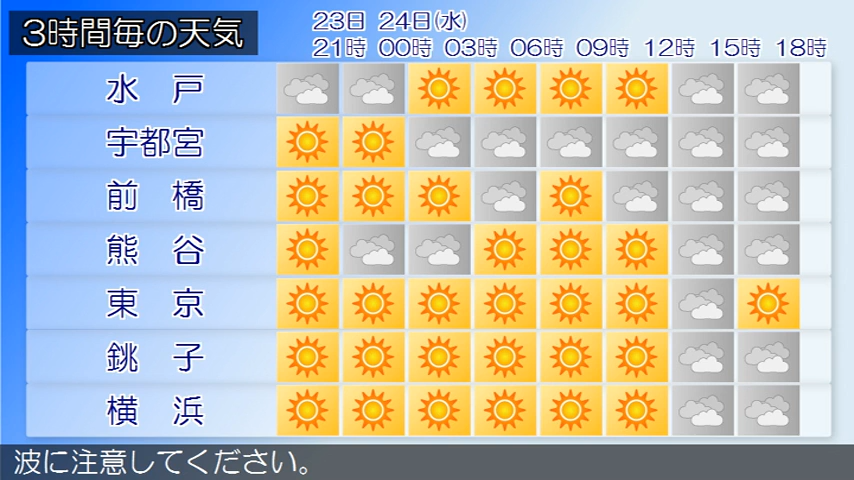 3時間毎の天気
23日 24日(水)
21時 00時 03時 06時 09時 12時 15時 18時
水 戸
宇都宮
前 橋
熊 谷
東 京
銚 子
横 浜
波に注意してください。